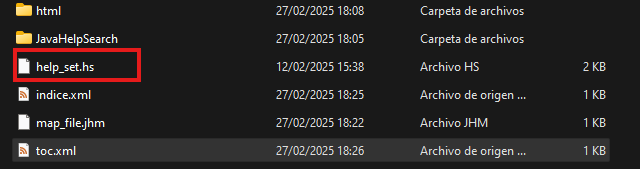 html 27/02/2025 18:08 Carpeta de archivos
JavaHelpSearch 27/02/2025 18:05 Carpeta de archivos
help_set.hs 12/02/2025 15:38 Archivo HS 2 KB
indice.xml 27/02/2025 18:25 Archivo de origen ... 1 KB
map_file.jhm 27/02/2025 18:22 Archivo JHM 1 KB
toc.xml 27/02/2025 18:26 Archivo de origen ... 1 KB